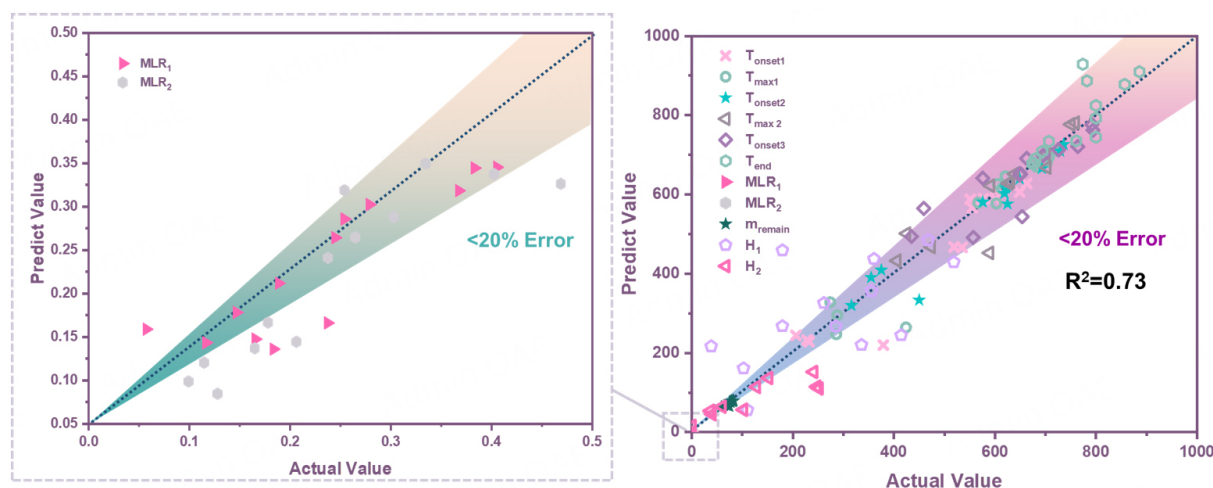 0.50
0.45
0.40
0.35
0.30
0.25
0.20
0.15
0.10
0.05
Predict Value
MLR1
MLR2
<20% Error
0.0
0.1
0.2
0.3
0.4
0.5
Actual Value
1000
800
600
400
200
0
Predict Value
Tonset1
Tmax1
Tonset2
Tmax 2
Tonset3
Tend
MLR1
MLR2
mremain
H1
H2
<20% Error
R²=0.73
0
200
400
600
800
1000
Actual Value